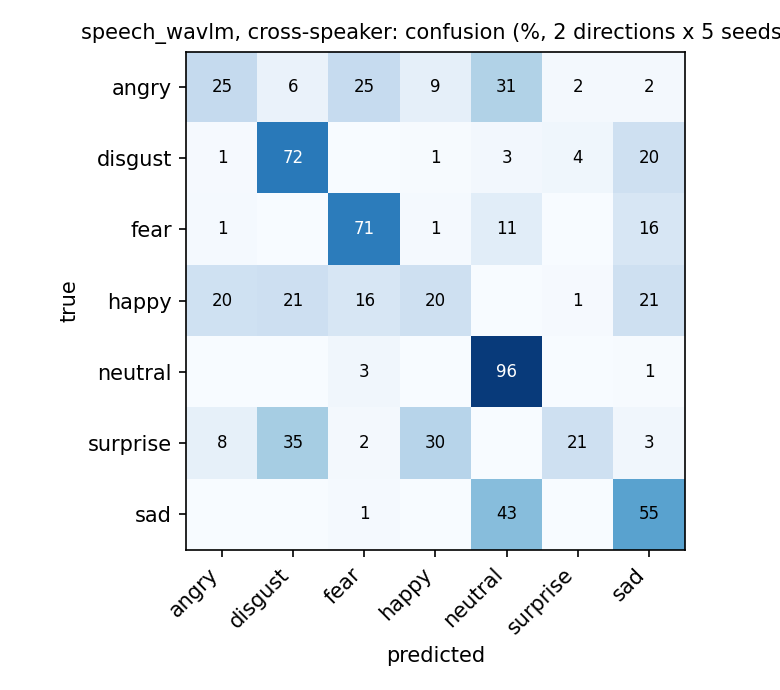 speech_wavlm, cross-speaker: confusion (%, 2 directions x 5 seeds
angry 25 6 25 9 31 2 2
disgust 1 72 1 3 4 20
fear 1 71 1 11 16
happy 20 21 16 20 1 21
neutral 3 96 1
surprise 8 35 2 30 21 3
sad 1 43 55
true
angry disgust fear happy neutral surprise sad
predicted